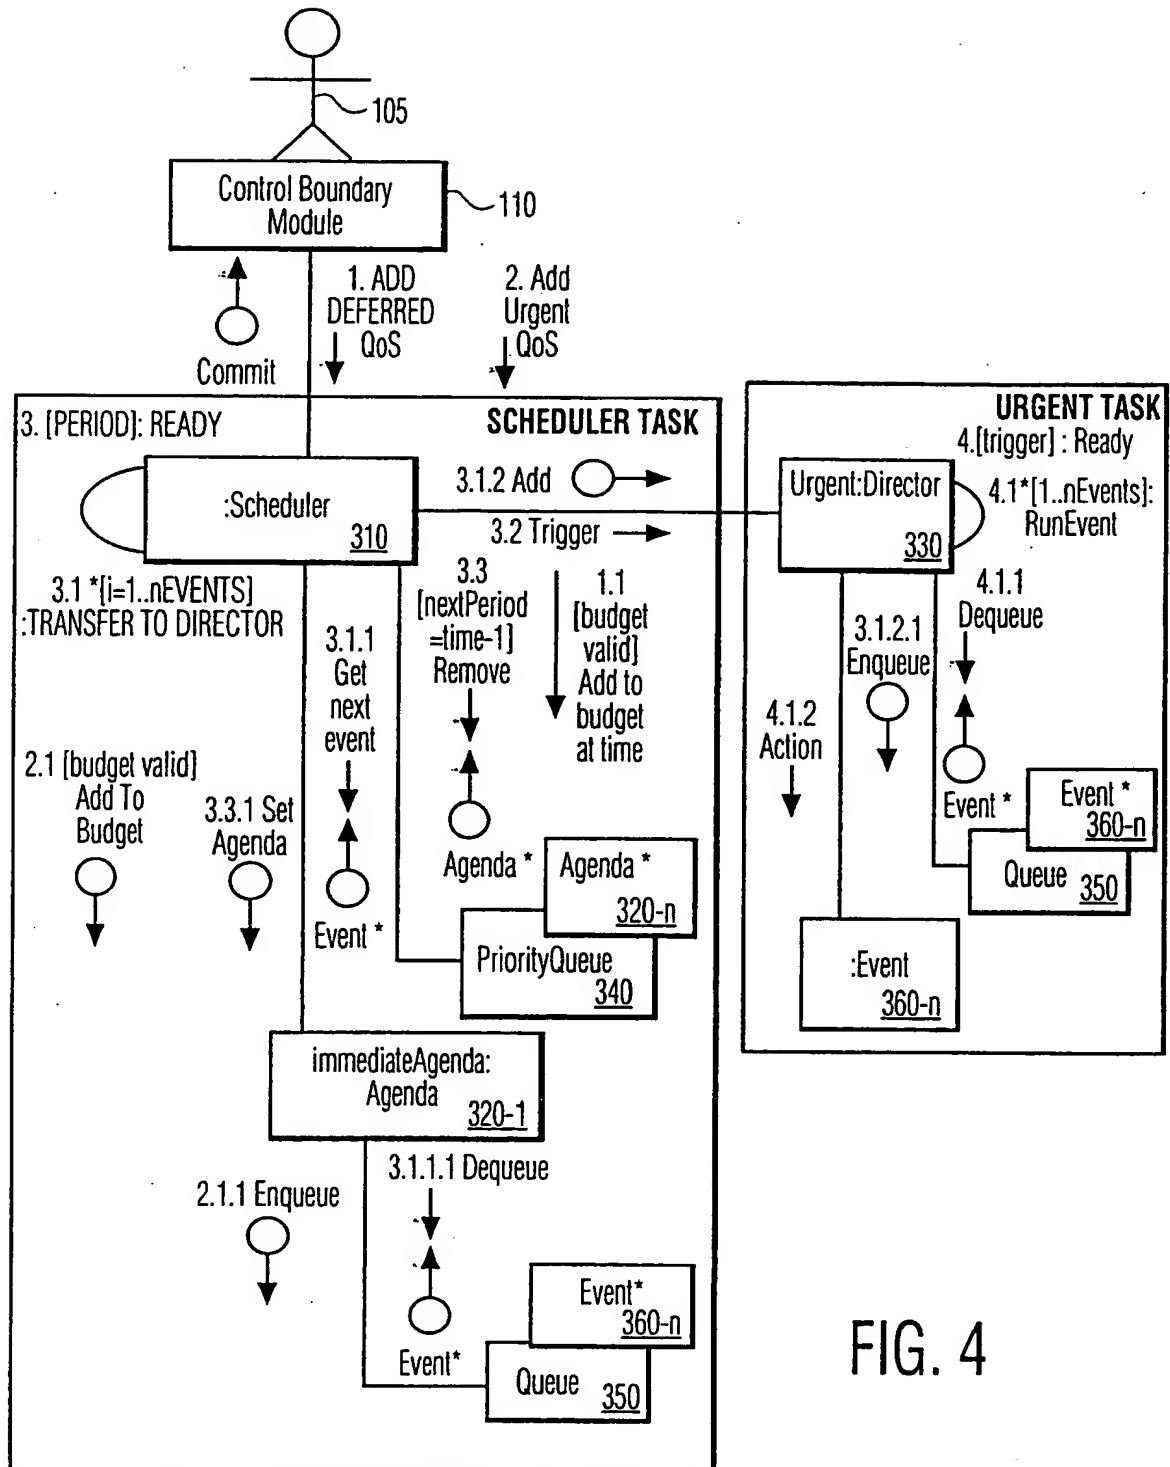 105
Control Boundary
Module
110
1. ADD
DEFERRED
QoS
2. Add
Urgent
QoS
Commit
3. [PERIOD]: READY
SCHEDULER TASK
:Scheduler
310
3.1.2 Add
3.2 Trigger
3.1 *[i=1..nEVENTS]
:TRANSFER TO DIRECTOR
3.1.1
Get
next
event
Event *
3.3
[nextPeriod
=time-1]
Remove
Agenda *
1.1
[budget
valid]
Add to
budget
at time
2.1 [budget valid]
Add To
Budget
3.3.1 Set
Agenda
Agenda *
320-n
PriorityQueue
340
immediateAgenda:
Agenda
320-1
2.1.1 Enqueue
3.1.1.1 Dequeue
Event*
Event*
360-n
Queue
350
URGENT TASK
4.[trigger] : Ready
Urgent:Director
330
4.1*[1..nEvents]:
RunEvent
4.1.1
Dequeue
3.1.2.1
Enqueue
4.1.2
Action
Event *
Event *
360-n
Queue
350
:Event
360-n
FIG. 4